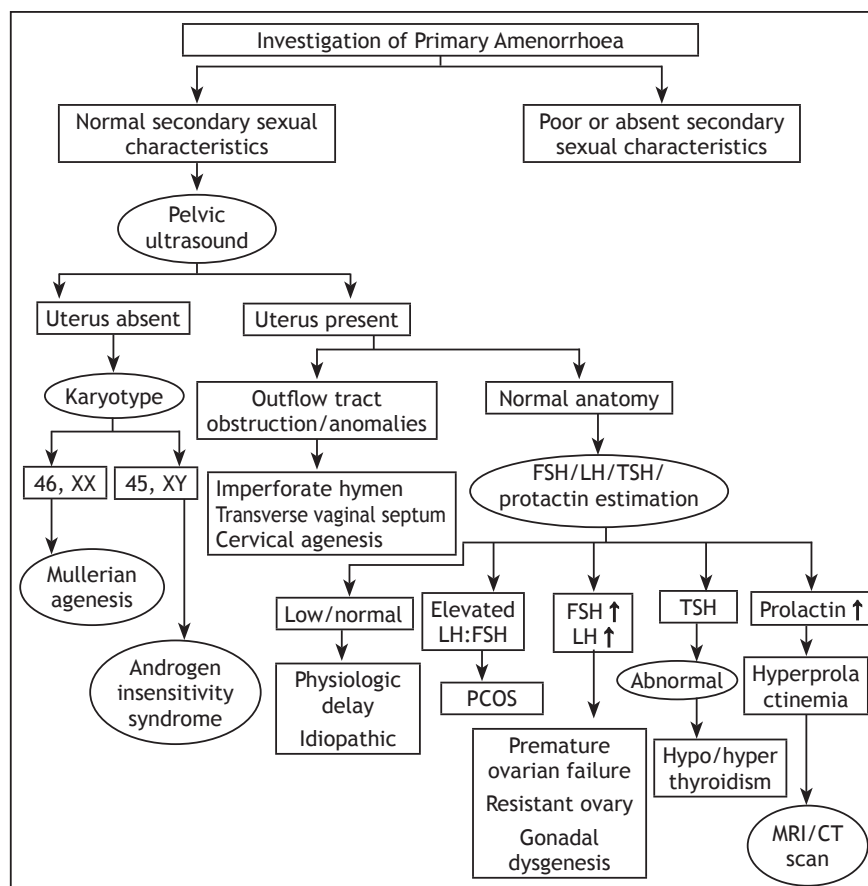 Investigation of Primary Amenorrhoea
Normal secondary sexual
characteristics
Poor or absent secondary
sexual characteristics
Pelvic
ultrasound
Uterus absent
Uterus present
Karyotype
Outflow tract
obstruction/anomalies
Normal anatomy
46, XX
45, XY
Imperforate hymen
Transverse vaginal septum
Cervical agenesis
FSH/LH/TSH/
protactin estimation
Mullerian
agenesis
Androgen
insensitivity
syndrome
Low/normal
Elevated
LH:FSH
FSH ↑
LH ↑
TSH
Prolactin ↑
Physiologic
delay
Idiopathic
PCOS
Abnormal
Hyperprola
ctinemia
Premature
ovarian failure
Resistant ovary
Gonadal
dysgenesis
Hypo/hyper
thyroidism
MRI/CT
scan